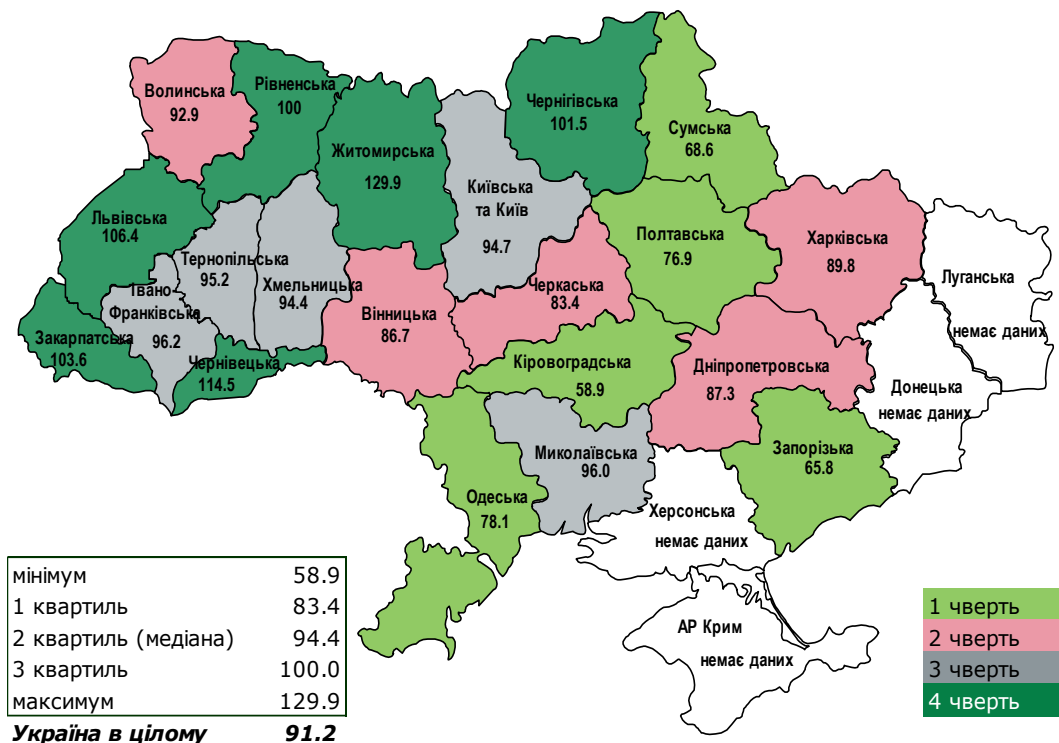 Волинська
92.9
Рівненська
100
Житомирська
129.9
Київська
та Київ
94.7
Чернігівська
101.5
Сумська
68.6
Львівська
106.4
Тернопільська
95.2
Хмельницька
94.4
Полтавська
76.9
Харківська
89.8
Луганська
немає даних
Івано-
Франківська
96.2
Закарпатська
103.6
Чернівецька
114.5
Вінницька
86.7
Черкаська
83.4
Кіровоградська
58.9
Дніпропетровська
87.3
Донецька
немає даних
Миколаївська
96.0
Запорізька
65.8
Одеська
78.1
Херсонська
немає даних
АР Крим
немає даних
мінімум 58.9
1 квартиль 83.4
2 квартиль (медіана) 94.4
3 квартиль 100.0
максимум 129.9
Україна в цілому 91.2
1 чверть
2 чверть
3 чверть
4 чверть